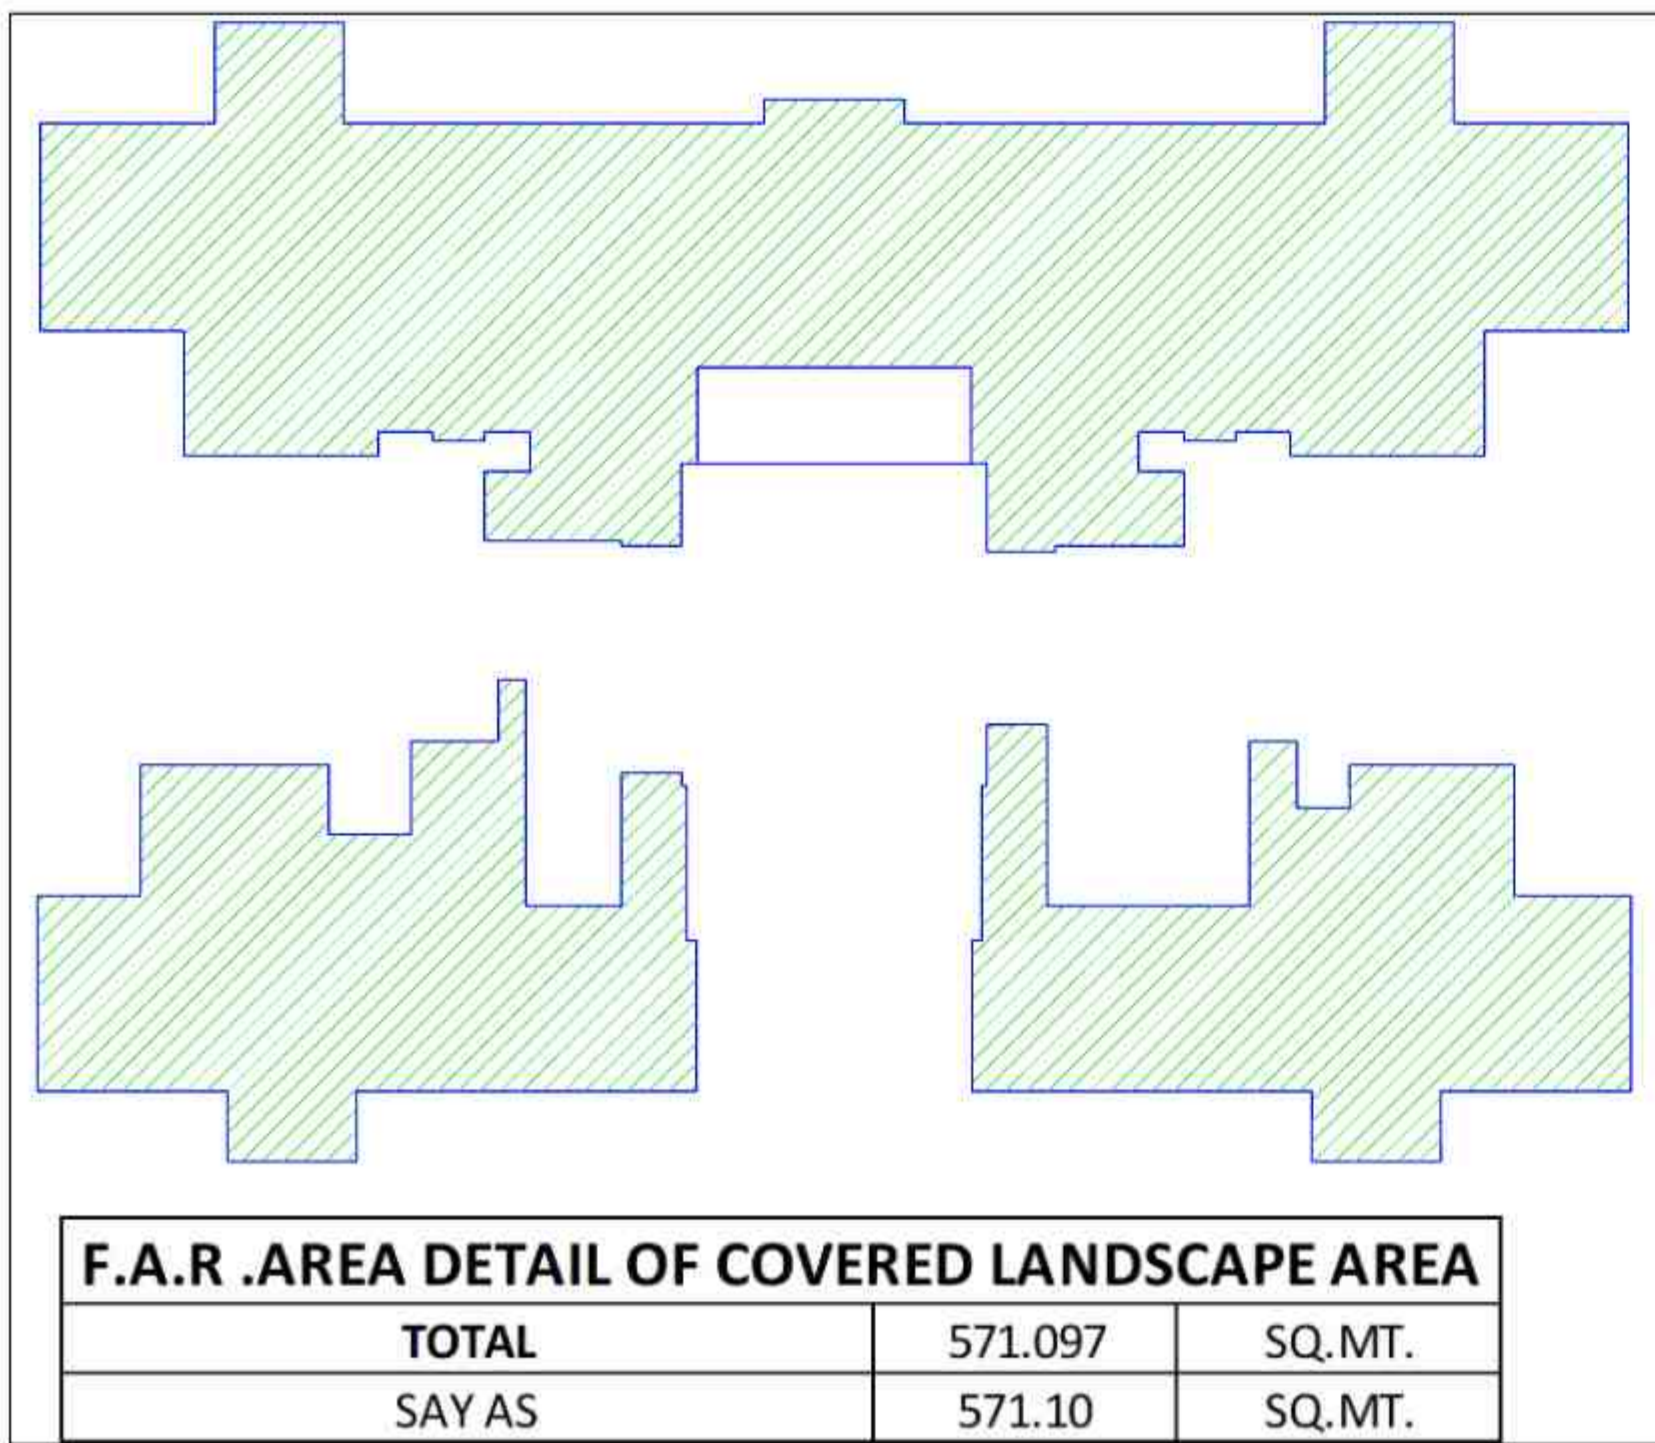 F.A.R .AREA DETAIL OF COVERED LANDSCAPE AREA
TOTAL 571.097 SQ.MT.
SAY AS 571.10 SQ.MT.